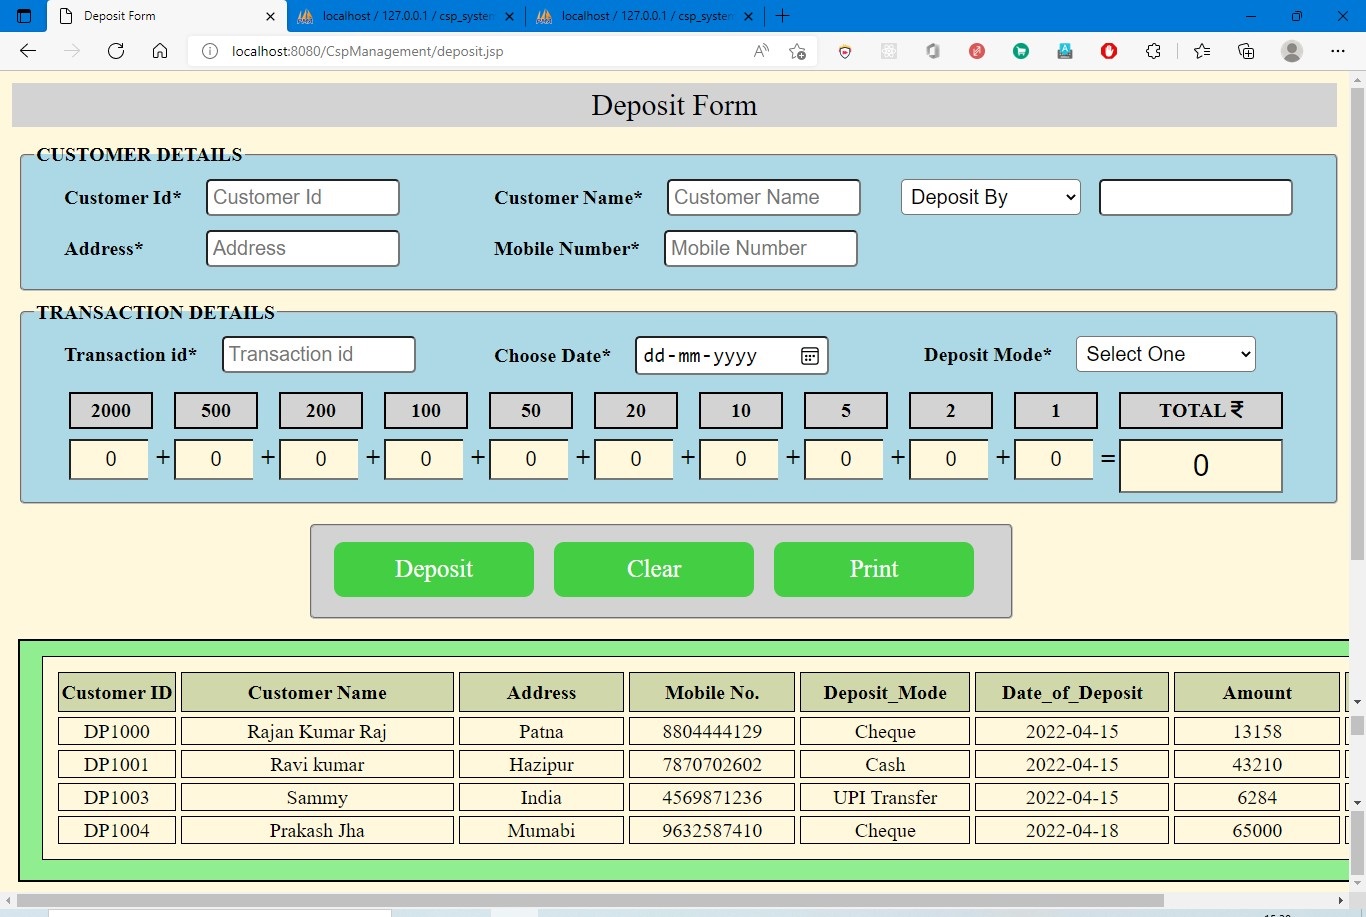 Deposit Form
localhost / 127.0.0.1 / csp_system
localhost / 127.0.0.1 / csp_system
localhost:8080/CspManagement/deposit.jsp
Deposit Form
CUSTOMER DETAILS
Customer Id* Customer Id Customer Name* Customer Name Deposit By
Address* Address Mobile Number* Mobile Number
TRANSACTION DETAILS
Transaction id* Transaction id Choose Date* dd-mm-yyyy Deposit Mode* Select One
2000 500 200 100 50 20 10 5 2 1 TOTAL ₹
0 + 0 + 0 + 0 + 0 + 0 + 0 + 0 + 0 + 0 = 0
Deposit Clear Print
Customer ID Customer Name Address Mobile No. Deposit_Mode Date_of_Deposit Amount
DP1000 Rajan Kumar Raj Patna 8804444129 Cheque 2022-04-15 13158
DP1001 Ravi kumar Hazipur 7870702602 Cash 2022-04-15 43210
DP1003 Sammy India 4569871236 UPI Transfer 2022-04-15 6284
DP1004 Prakash Jha Mumabi 9632587410 Cheque 2022-04-18 65000